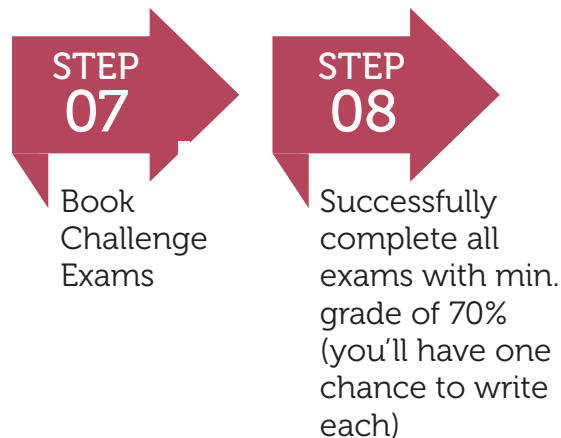 STEP
07
Book
Challenge
Exams
STEP
08
Successfully
complete all
exams with min.
grade of 70%
(you'll have one
chance to write
each)